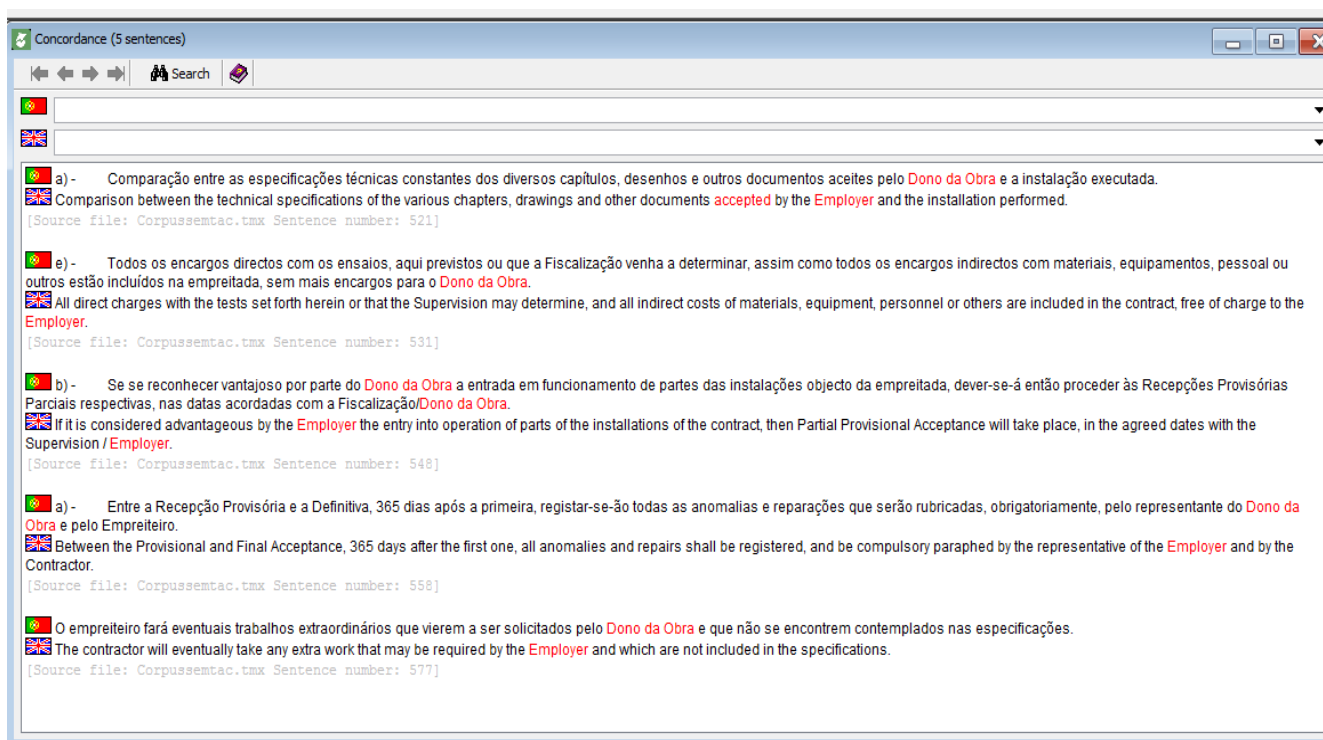 Concordance (5 sentences)
Search
a) - Comparação entre as especificações técnicas constantes dos diversos capítulos, desenhos e outros documentos aceites pelo Dono da Obra e a instalação executada.
Comparison between the technical specifications of the various chapters, drawings and other documents accepted by the Employer and the installation performed.
[Source file: Corpussemtac.tmx Sentence number: 521]
e) - Todos os encargos directos com os ensaios, aqui previstos ou que a Fiscalização venha a determinar, assim como todos os encargos indirectos com materiais, equipamentos, pessoal ou
outros estão incluídos na empreitada, sem mais encargos para o Dono da Obra.
All direct charges with the tests set forth herein or that the Supervision may determine, and all indirect costs of materials, equipment, personnel or others are included in the contract, free of charge to the
Employer.
[Source file: Corpussemtac.tmx Sentence number: 531]
b) - Se se reconhecer vantajoso por parte do Dono da Obra a entrada em funcionamento de partes das instalações objecto da empreitada, dever-se-á então proceder às Recepções Provisórias
Parciais respectivas, nas datas acordadas com a Fiscalização/Dono da Obra.
If it is considered advantageous by the Employer the entry into operation of parts of the installations of the contract, then Partial Provisional Acceptance will take place, in the agreed dates with the
Supervision / Employer.
[Source file: Corpussemtac.tmx Sentence number: 548]
a) - Entre a Recepção Provisória e a Definitiva, 365 dias após a primeira, registar-se-ão todas as anomalias e reparações que serão rubricadas, obrigatoriamente, pelo representante do Dono da
Obra e pelo Empreiteiro.
Between the Provisional and Final Acceptance, 365 days after the first one, all anomalies and repairs shall be registered, and be compulsory paraphed by the representative of the Employer and by the
Contractor.
[Source file: Corpussemtac.tmx Sentence number: 558]
O empreiteiro fará eventuais trabalhos extraordinários que vierem a ser solicitados pelo Dono da Obra e que não se encontrem contemplados nas especificações.
The contractor will eventually take any extra work that may be required by the Employer and which are not included in the specifications.
[Source file: Corpussemtac.tmx Sentence number: 577]